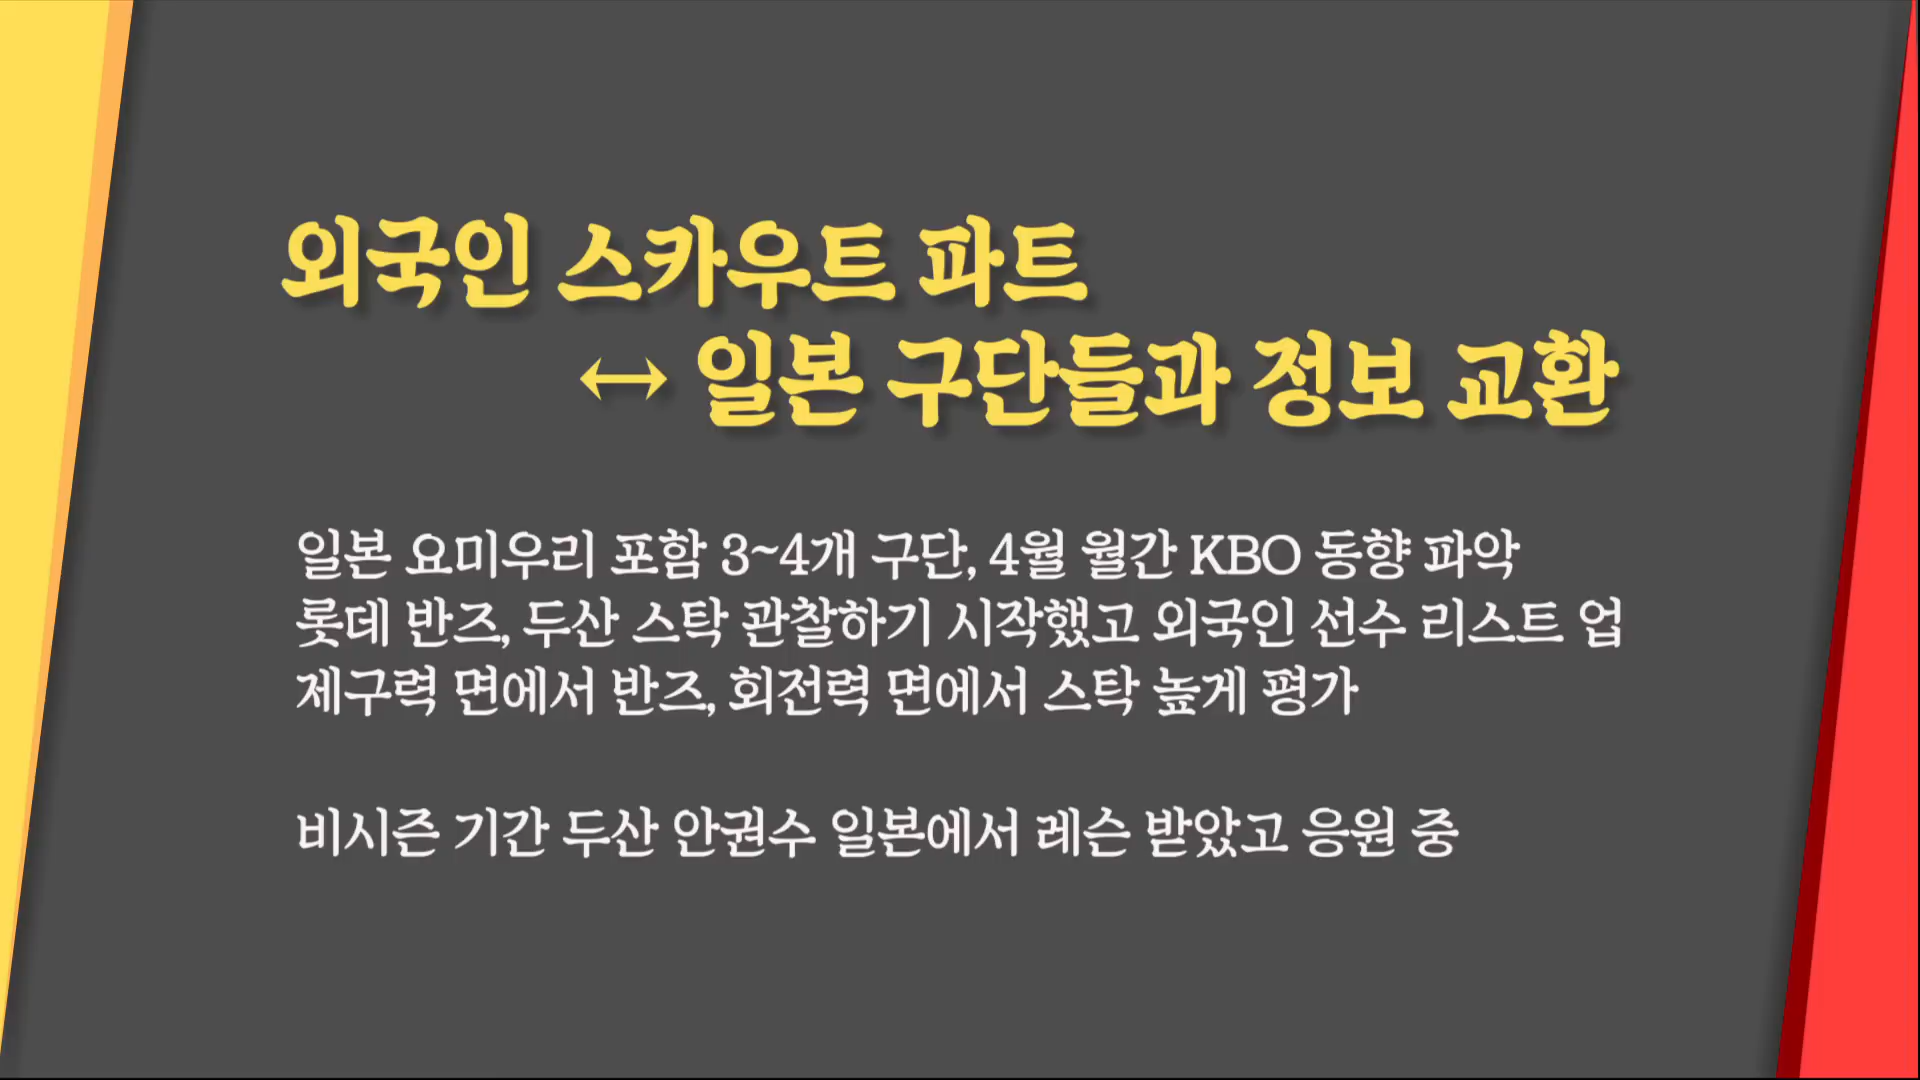 외국인 스카우트 파트
↔ 일본 구단들과 정보 교환
일본 요미우리 포함 3~4개 구단, 4월 월간 KBO 동향 파악
롯데 반즈, 두산 스탁 관찰하기 시작했고 외국인 선수 리스트 업
제구력 면에서 반즈, 회전력 면에서 스탁 높게 평가
비시즌 기간 두산 안권수 일본에서 레슨 받았고 응원 중